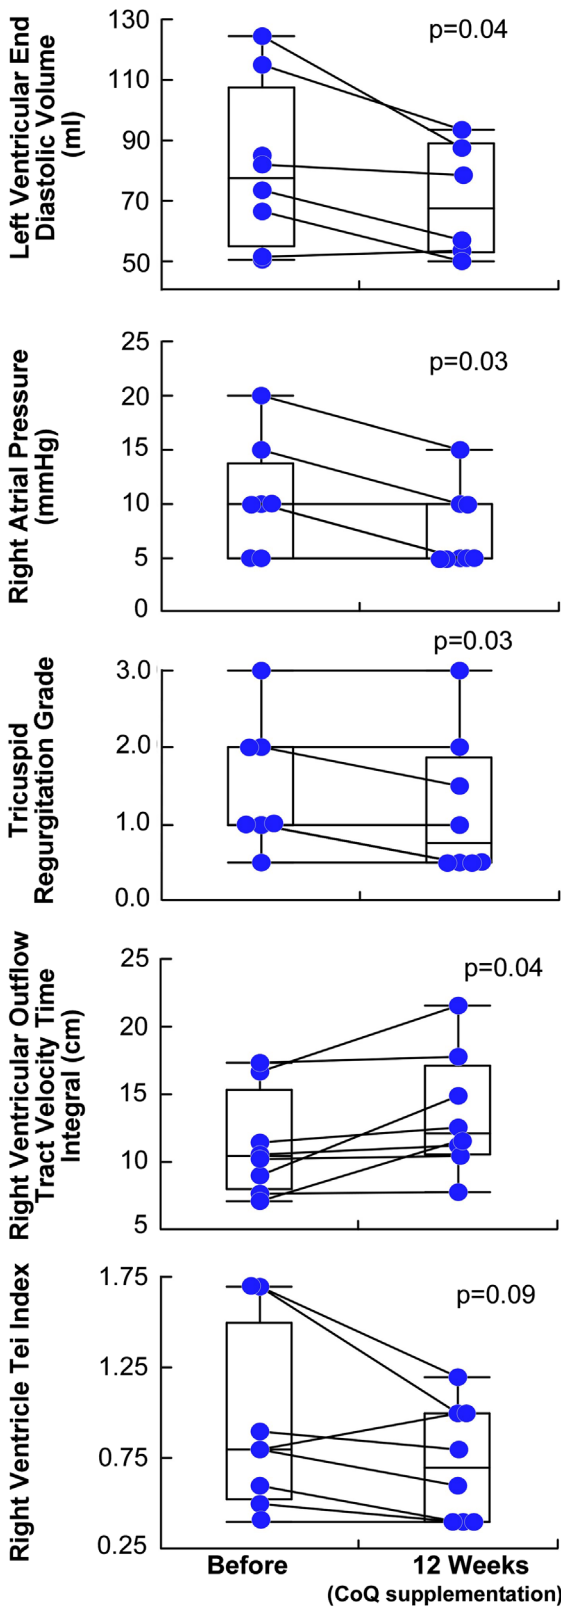 Left Ventricular End
Diastolic Volume
(ml)
130
110
90
70
50
p=0.04
Right Atrial Pressure
(mmHg)
25
20
15
10
5
0
p=0.03
Tricuspid
Regurgitation Grade
3.0
2.0
1.0
0.0
p=0.03
Right Ventricular Outflow
Tract Velocity Time
Integral (cm)
25
20
15
10
5
p=0.04
Right Ventricle Tei Index
1.75
1.25
0.75
0.25
p=0.09
Before
12 Weeks
(CoQ supplementation)